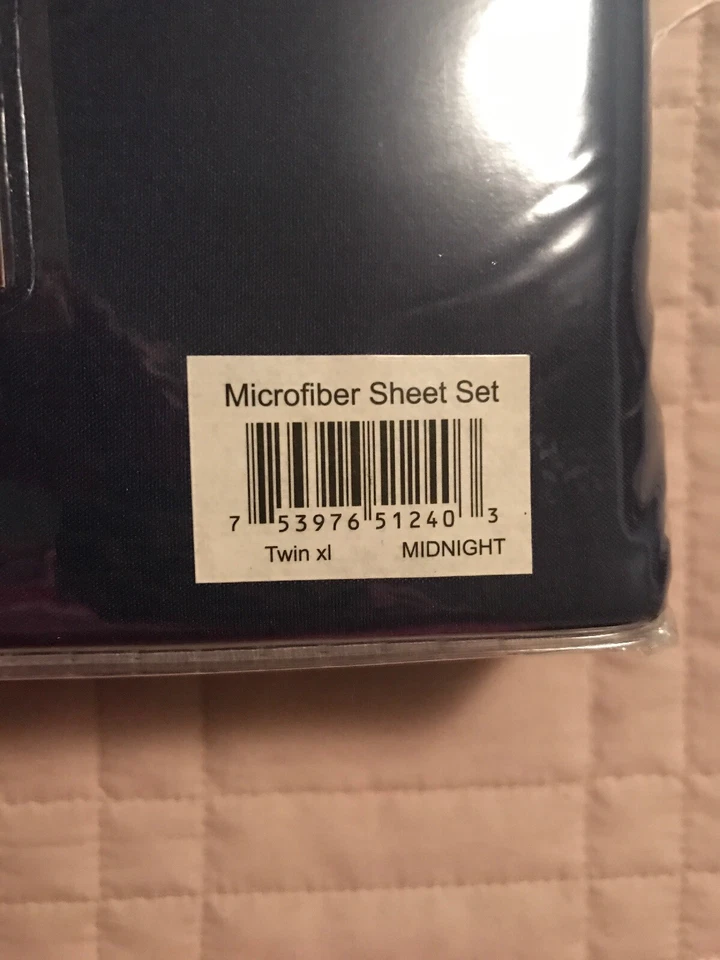 Microfiber Sheet Set
7 53976 51240 3
Twin xl MIDNIGHT